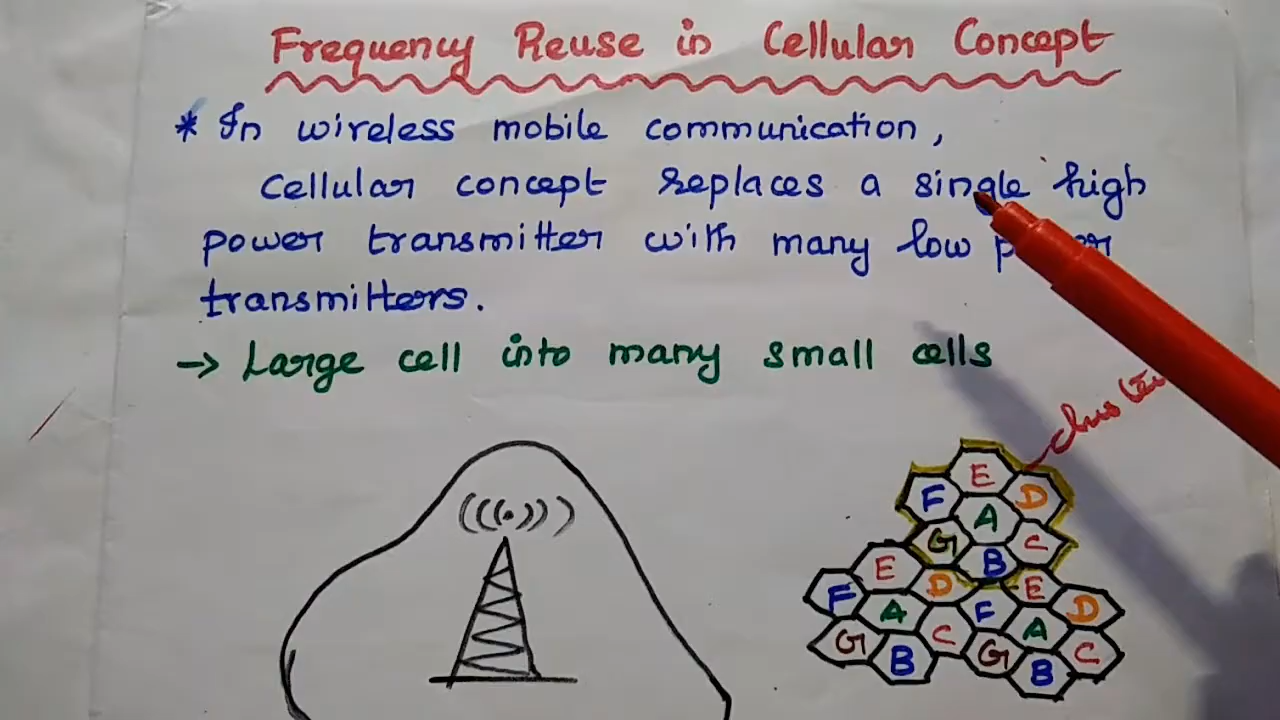 Frequency Reuse in Cellular Concept
* In wireless mobile communication,
Cellular concept replaces a single high
power transmitter with many low
transmitters.
→ Large cell into many small cells
cluster
E
F D
A
G C
B
E D E
F F D
A A
G C G C
B B